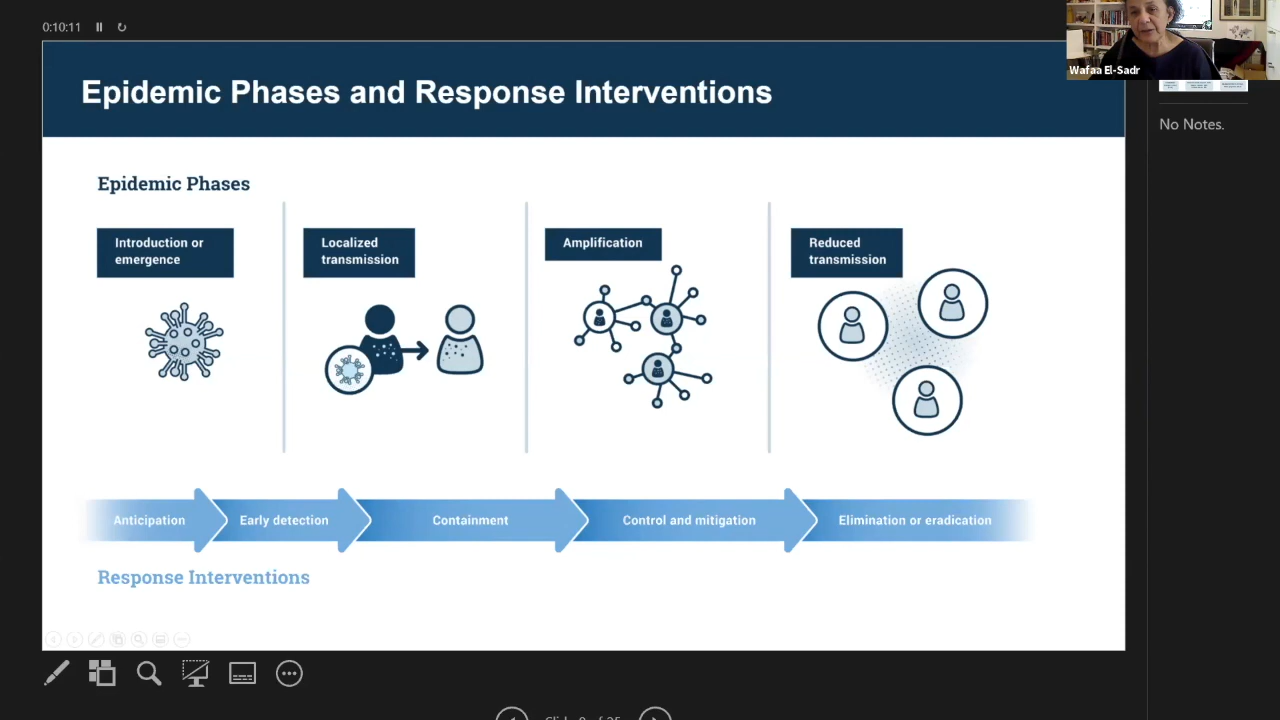 0:10:11
Wafaa El-Sadr
Epidemic Phases and Response Interventions
No Notes.
Epidemic Phases
Introduction or
emergence
Localized
transmission
Amplification
Reduced
transmission
Anticipation
Early detection
Containment
Control and mitigation
Elimination or eradication
Response Interventions